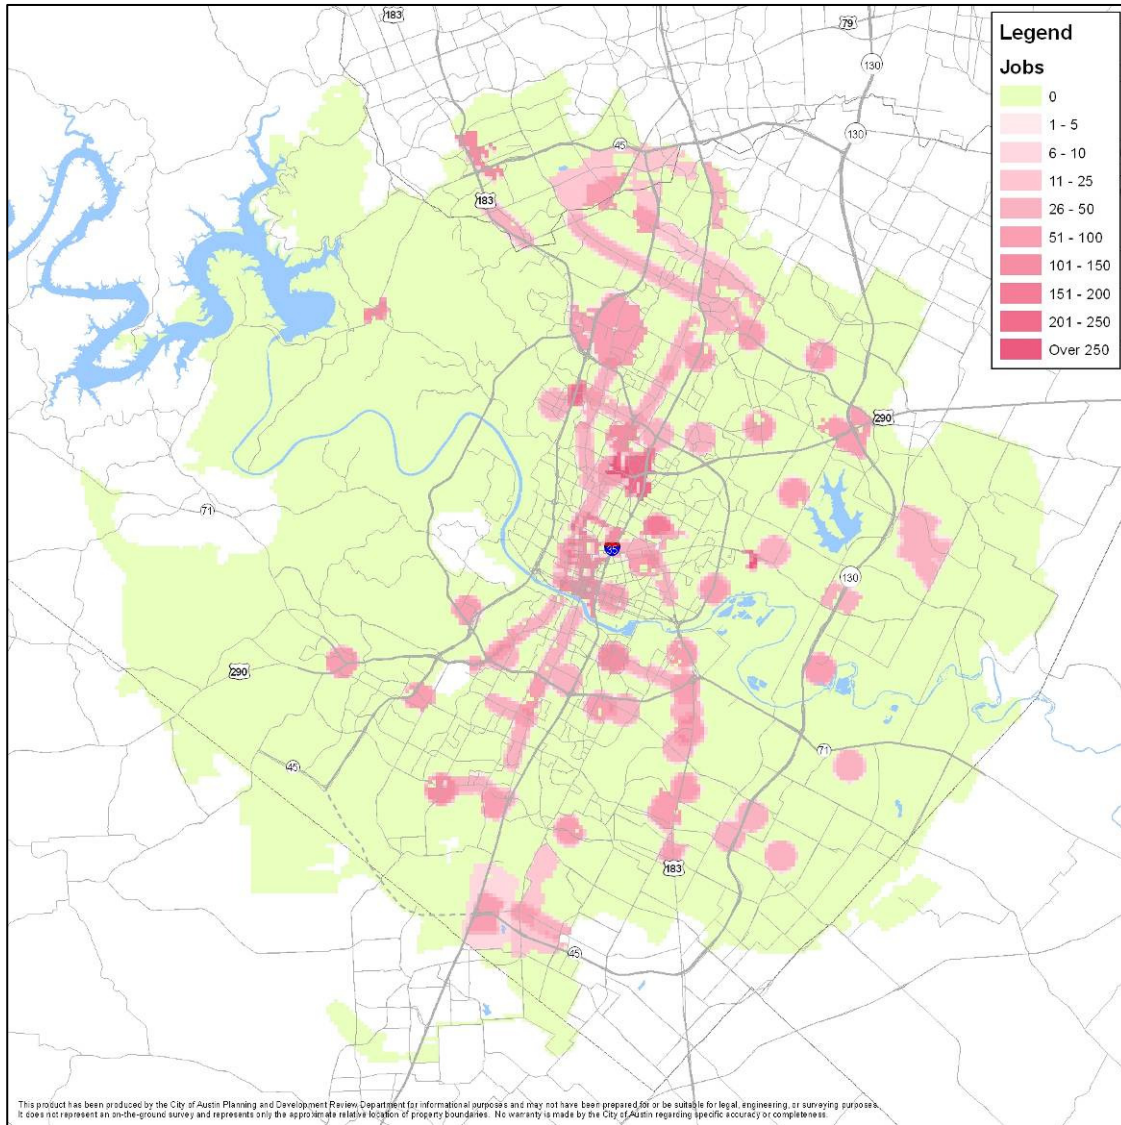 183
79
Legend
Jobs
0
1 - 5
6 - 10
11 - 25
26 - 50
51 - 100
101 - 150
151 - 200
201 - 250
Over 250
130
130
45
183
290
71
35
130
290
71
45
183
45
This product has been produced by the City of Austin Planning and Development Review Department for informational purposes and may not have been prepared for or be suitable for legal, engineering, or surveying purposes.
It does not represent an on-the-ground survey and represents only the approximate relative location of property boundaries. No warranty is made by the City of Austin regarding specific accuracy or completeness.